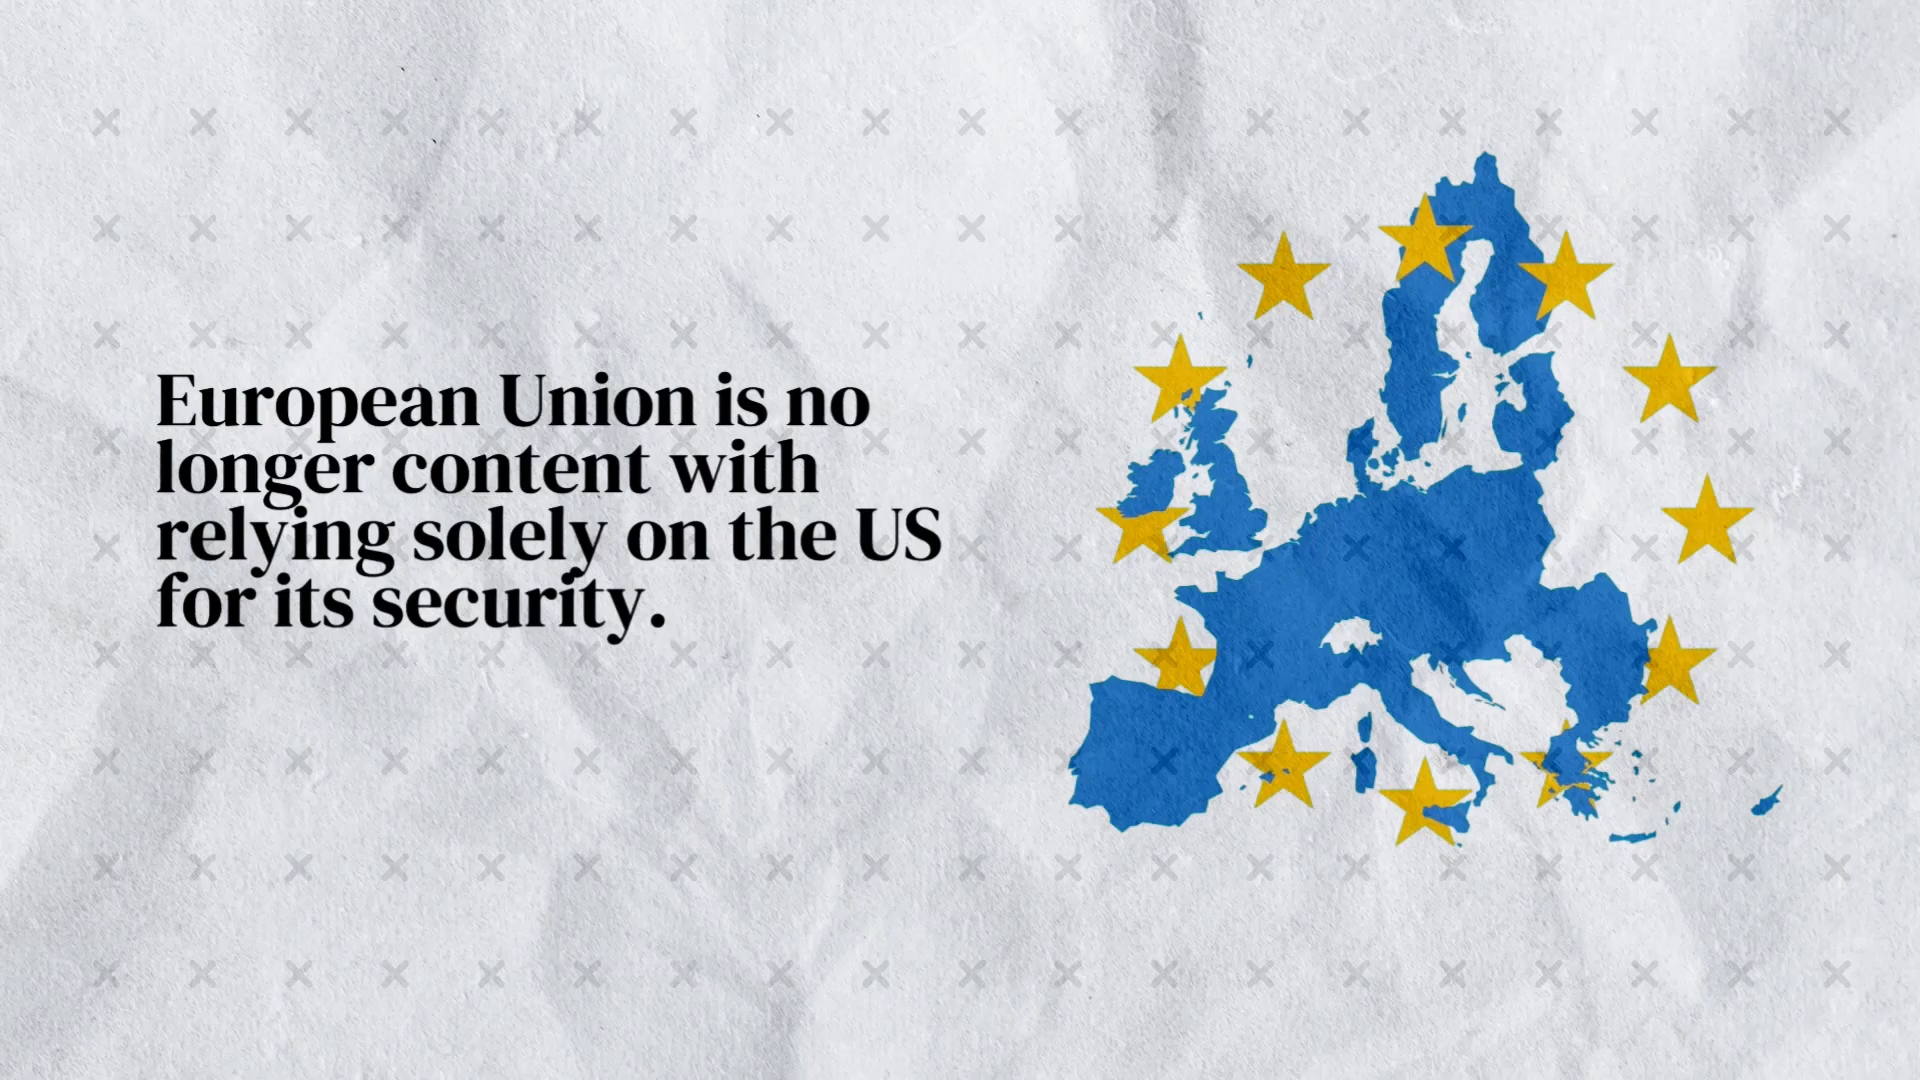 European Union is no
longer content with
relying solely on the US
for its security.